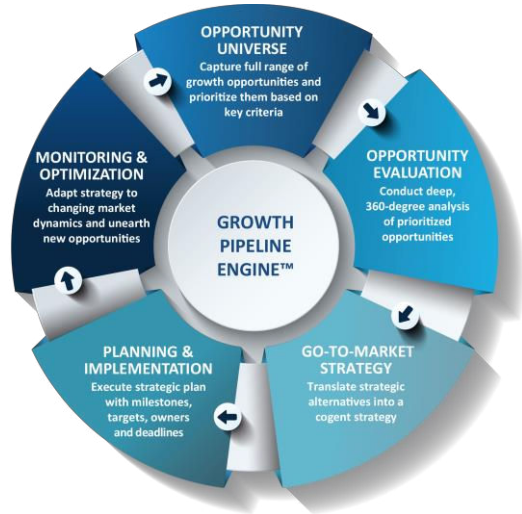 OPPORTUNITY
UNIVERSE
Capture full range of
growth opportunities and
prioritize them based on
key criteria
OPPORTUNITY
EVALUATION
Conduct deep,
360-degree analysis
of prioritized
opportunities
GO-TO-MARKET
STRATEGY
Translate strategic
alternatives into a
cogent strategy
PLANNING &
IMPLEMENTATION
Execute strategic plan
with milestones,
targets, owners
and deadlines
MONITORING &
OPTIMIZATION
Adapt strategy to
changing market
dynamics and unearth
new opportunities
GROWTH
PIPELINE
ENGINE™